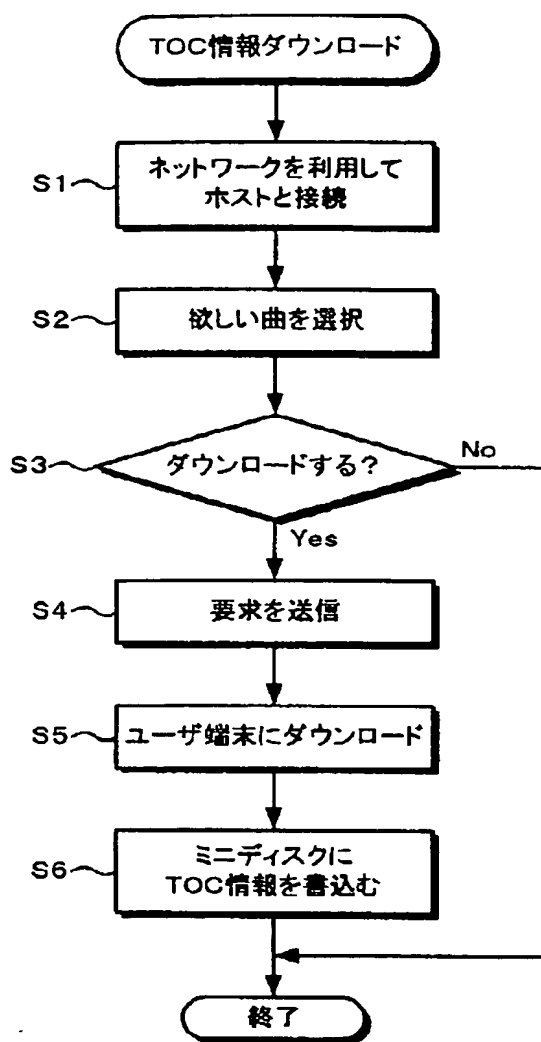 TOC情報ダウンロード
S1
ネットワークを利用して
ホストと接続
S2
欲しい曲を選択
S3
ダウンロードする?
No
Yes
S4
要求を送信
S5
ユーザ端末にダウンロード
S6
ミニディスクに
TOC情報を書込む
終了